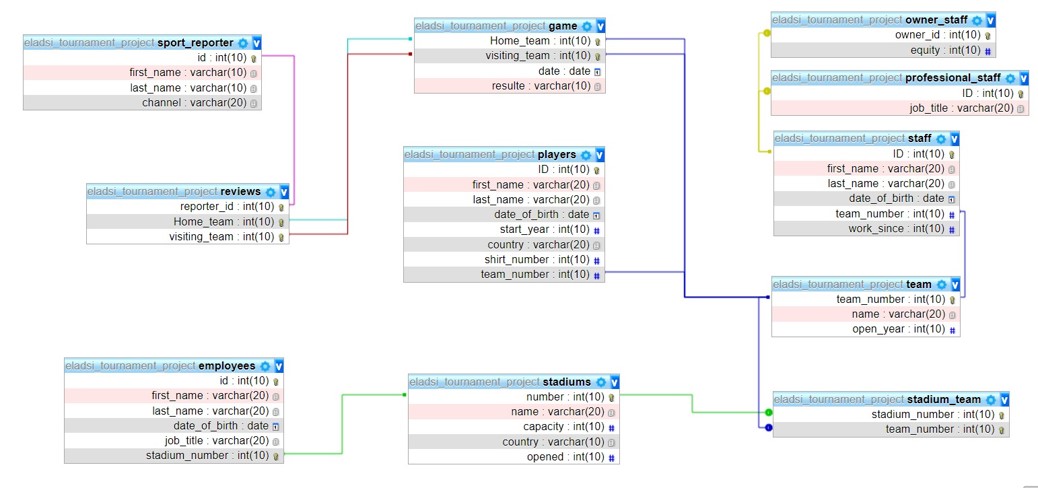 eladsi_tournament_project sport_reporter
id : int(10)
first_name : varchar(10)
last_name : varchar(10)
channel : varchar(20)
eladsi_tournament_project game
Home_team : int(10)
visiting_team : int(10)
date : date
resulte : varchar(10)
eladsi_tournament_project owner_staff
owner_id : int(10)
equity : int(10)
eladsi_tournament_project professional_staff
ID : int(10)
job_title : varchar(20)
eladsi_tournament_project staff
ID : int(10)
first_name : varchar(20)
last_name : varchar(20)
date_of_birth : date
team_number : int(10)
work_since : int(10)
eladsi_tournament_project players
ID : int(10)
first_name : varchar(20)
last_name : varchar(20)
date_of_birth : date
start_year : int(10)
country : varchar(20)
shirt_number : int(10)
team_number : int(10)
eladsi_tournament_project reviews
reporter_id : int(10)
Home_team : int(10)
visiting_team : int(10)
eladsi_tournament_project team
team_number : int(10)
name : varchar(20)
open_year : int(10)
eladsi_tournament_project employees
id : int(10)
first_name : varchar(20)
last_name : varchar(20)
date_of_birth : date
job_title : varchar(20)
stadium_number : int(10)
eladsi_tournament_project stadiums
number : int(10)
name : varchar(20)
capacity : int(10)
country : varchar(10)
opened : int(10)
eladsi_tournament_project stadium_team
stadium_number : int(10)
team_number : int(10)